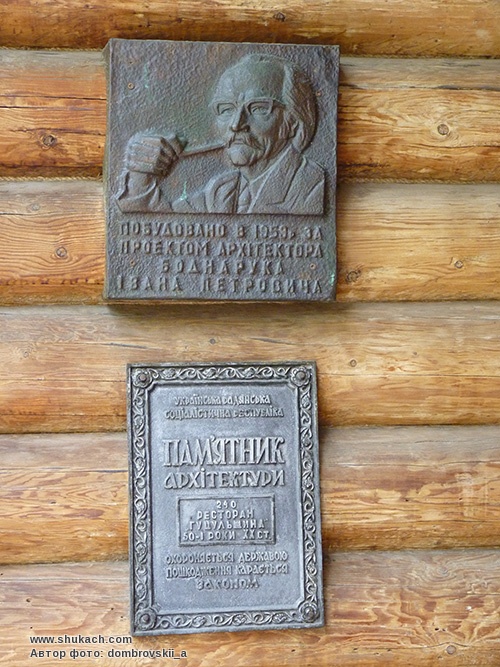 ПОБУДОВАНО В 1953р. ЗА
ПРОЕКТОМ АРХІТЕКТОРА
БОДНАРУКА
ІВАНА ПЕТРОВИЧА
УКРАЇНСЬКА РАДЯНСЬКА
СОЦІАЛІСТИЧНА РЕСПУБЛІКА
ПАМ'ЯТНИК
АРХІТЕКТУРИ
240
РЕСТОРАН
ГУЦУЛЬЩИНА
50-І РОКИ XX СТ.
ОХОРОНЯЄТЬСЯ ДЕРЖАВОЮ
ПОШКОДЖЕННЯ КАРАЄТЬСЯ
ЗАКОНОМ
www.shukach.com
Автор фото: dombrovskii_a